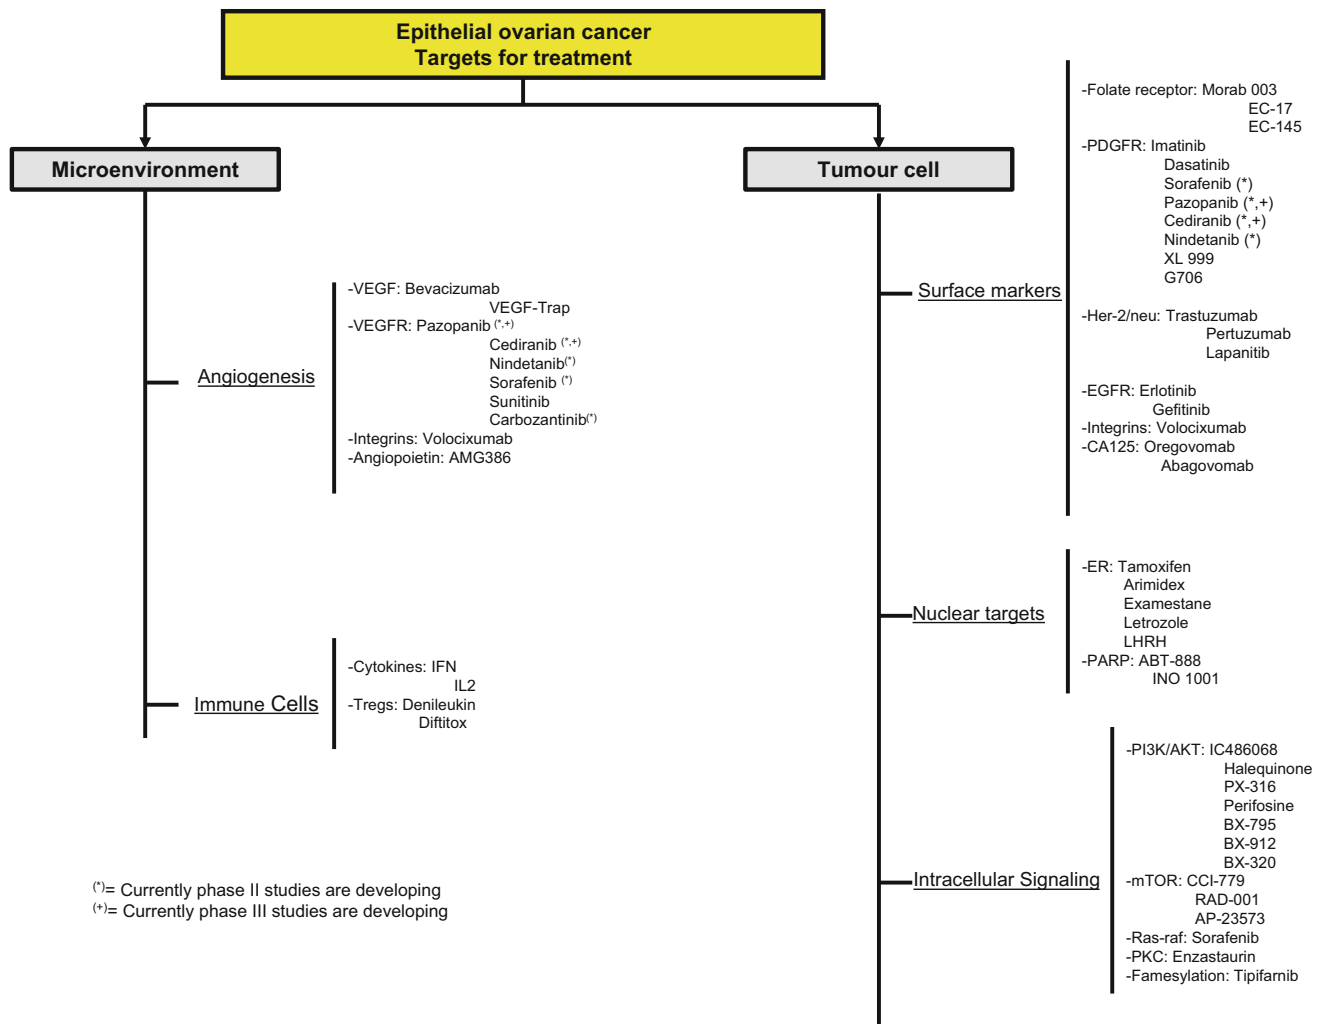 Epithelial ovarian cancer
Targets for treatment
Microenvironment
Angiogenesis
-VEGF: Bevacizumab
VEGF-Trap
-VEGFR: Pazopanib (*,+)
Cediranib (*,+)
Nindetanib(*)
Sorafenib (*)
Sunitinib
Carbozantinib(*)
-Integrins: Volocixumab
-Angiopoietin: AMG386
Immune Cells
-Cytokines: IFN
IL2
-Tregs: Denileukin
Diftitox
(*)= Currently phase II studies are developing
(+)= Currently phase III studies are developing
Tumour cell
Surface markers
-Folate receptor: Morab 003
EC-17
EC-145
-PDGFR: Imatinib
Dasatinib
Sorafenib (*)
Pazopanib (*,+)
Cediranib (*,+)
Nindetanib (*)
XL 999
G706
-Her-2/neu: Trastuzumab
Pertuzumab
Lapanitib
-EGFR: Erlotinib
Gefitinib
-Integrins: Volocixumab
-CA125: Oregovomab
Abagovomab
Nuclear targets
-ER: Tamoxifen
Arimidex
Examestane
Letrozole
LHRH
-PARP: ABT-888
INO 1001
Intracellular Signaling
-PI3K/AKT: IC486068
Halequinone
PX-316
Perifosine
BX-795
BX-912
BX-320
-mTOR: CCI-779
RAD-001
AP-23573
-Ras-raf: Sorafenib
-PKC: Enzastaurin
-Famesylation: Tipifarnib